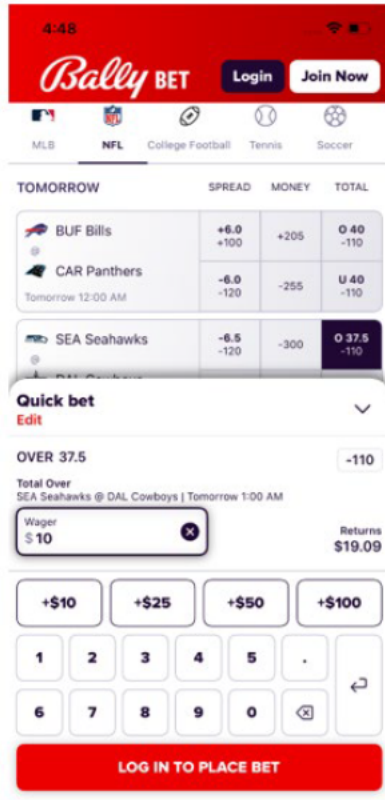 4:48
Bally BET
Login
Join Now
MLB
NFL
College Football
Tennis
Soccer
TOMORROW
SPREAD
MONEY
TOTAL
BUF Bills
+6.0
+100
+205
O 40
-110
@
CAR Panthers
-6.0
-120
-255
U 40
-110
Tomorrow 12:00 AM
SEA Seahawks
-6.5
-120
-300
O 37.5
-110
@
DAL Cowboys
Quick bet
Edit
OVER 37.5
-110
Total Over
SEA Seahawks @ DAL Cowboys | Tomorrow 1:00 AM
Wager
$ 10
Returns
$19.09
+$10
+$25
+$50
+$100
1
2
3
4
5
.
6
7
8
9
0
LOG IN TO PLACE BET